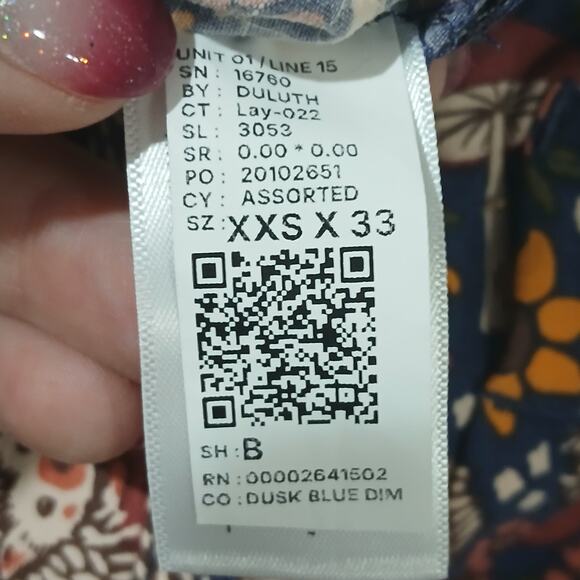 UNIT 01 / LINE 15
SN : 16760
BY : DULUTH
CT : Lay-022
SL : 3053
SR : 0.00 * 0.00
PO : 20102651
CY : ASSORTED
SZ : XXS X 33
SH : B
RN : 00002641502
CO : DUSK BLUE DIM